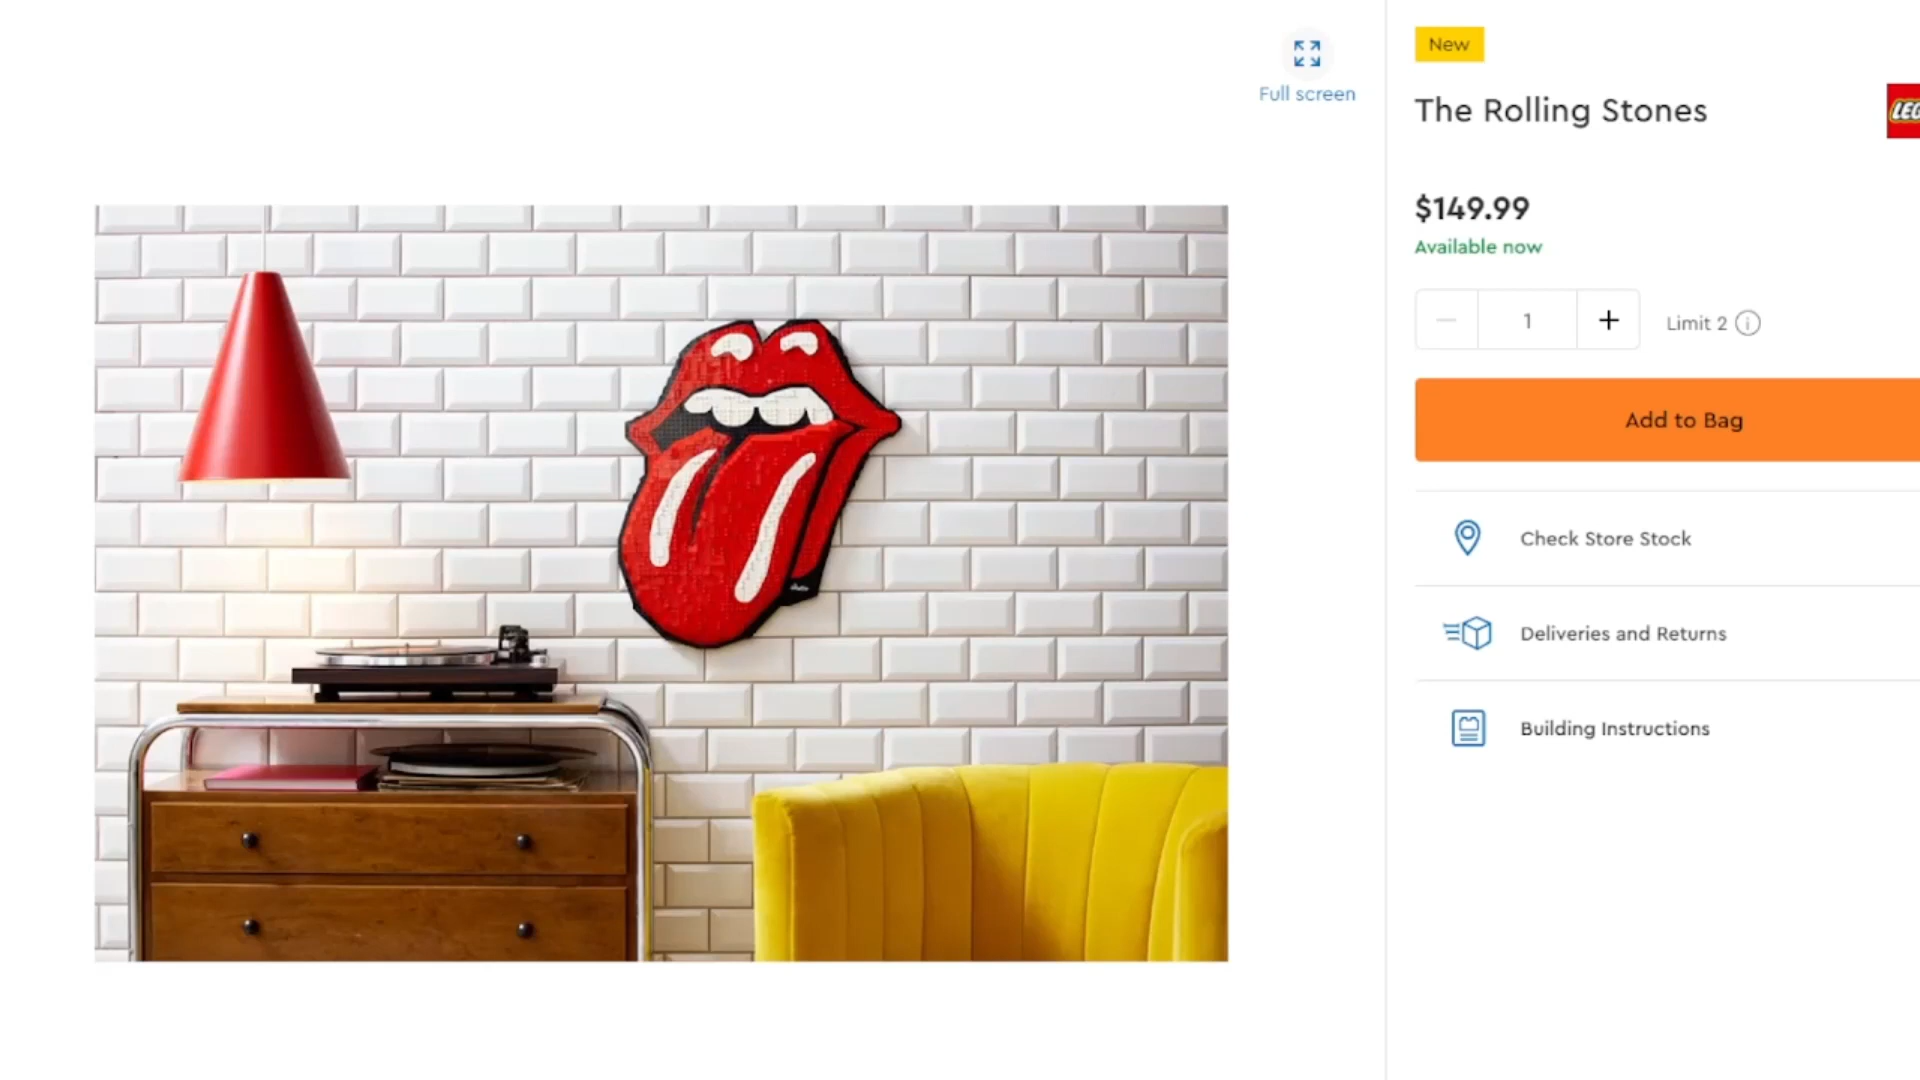 Full screen
New
The Rolling Stones
$149.99
Available now
1
Limit 2
Add to Bag
Check Store Stock
Deliveries and Returns
Building Instructions